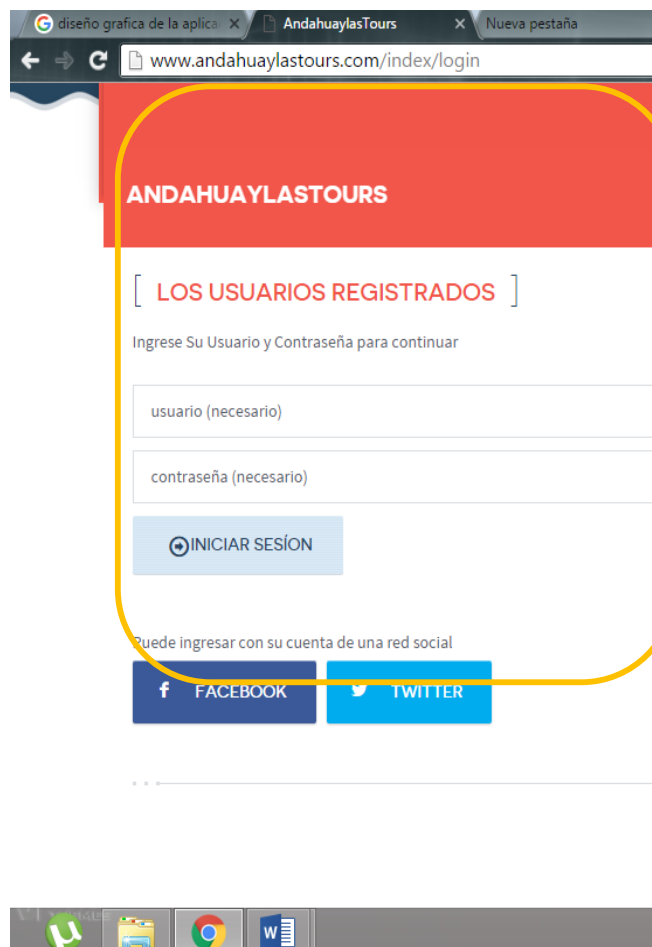 diseño grafica de la aplica
AndahuaylasTours
Nueva pestaña
www.andahuaylastours.com/index/login
ANDAHUAYLASTOURS
[ LOS USUARIOS REGISTRADOS ]
Ingrese Su Usuario y Contraseña para continuar
usuario (necesario)
contraseña (necesario)
INICIAR SESÍON
Puede ingresar con su cuenta de una red social
FACEBOOK
TWITTER